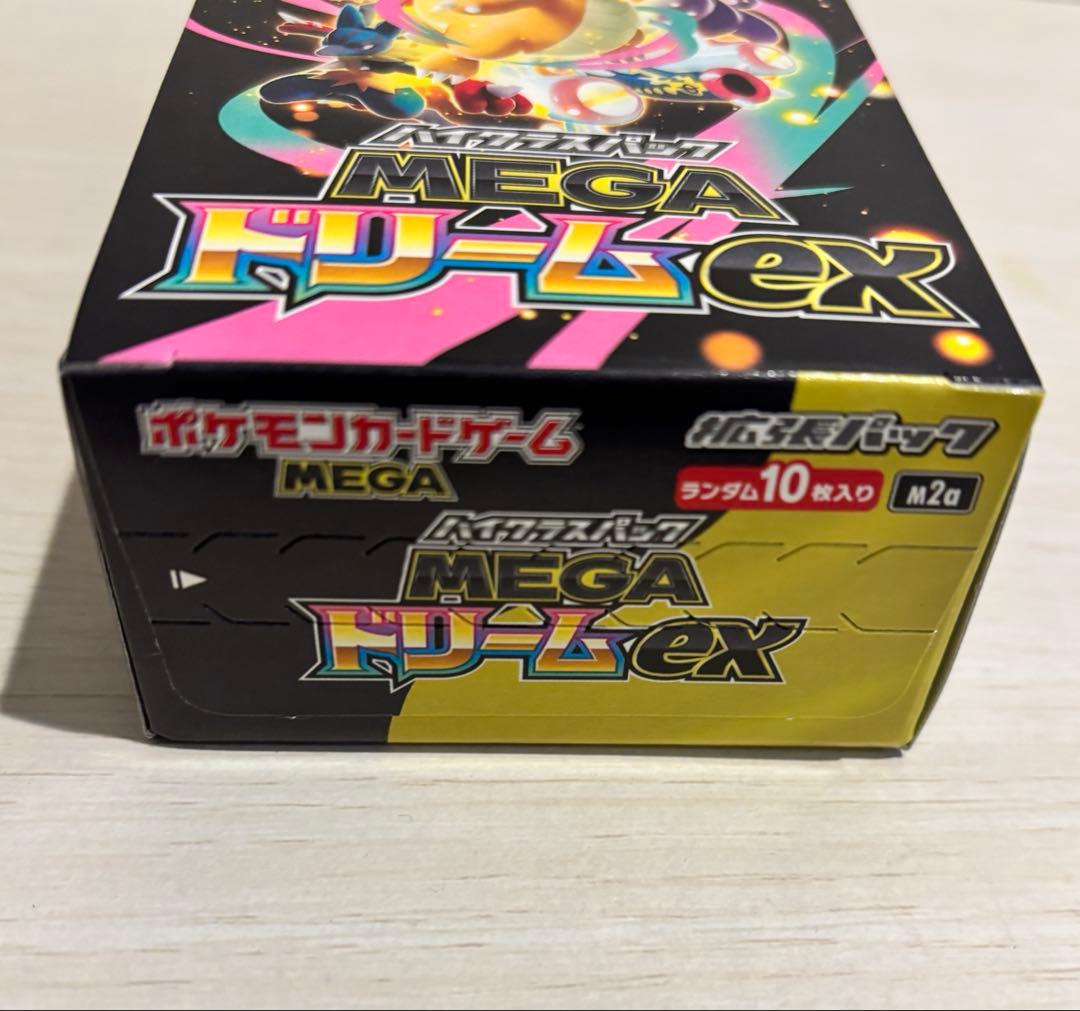 ハイクラスパック
MEGA
ドリームex
ポケモンカードゲーム
MEGA
拡張パック
ランダム10枚入り
M2a
ハイクラスパック
MEGA
ドリームex